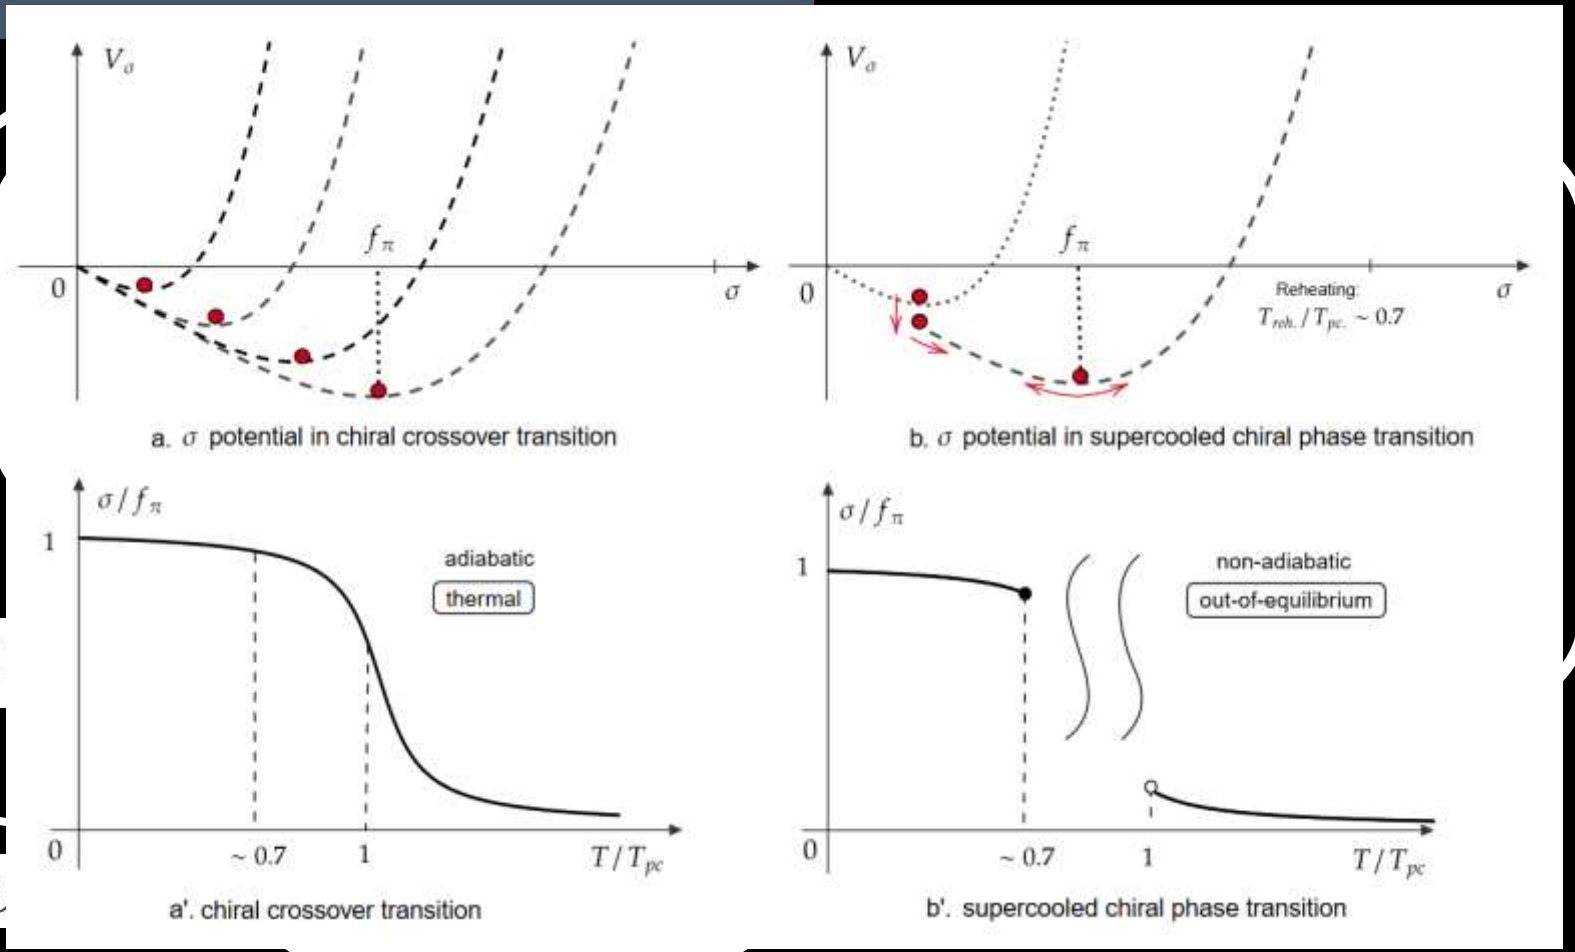 V_σ
f_π
0
σ
a. σ potential in chiral crossover transition
V_σ
f_π
0
σ
Reheating:
T_reh. / T_pc. ~ 0.7
b. σ potential in supercooled chiral phase transition
σ / f_π
1
adiabatic
thermal
0
~ 0.7
1
T / T_pc
a'. chiral crossover transition
σ / f_π
1
non-adiabatic
out-of-equilibrium
0
~ 0.7
1
T / T_pc
b'. supercooled chiral phase transition